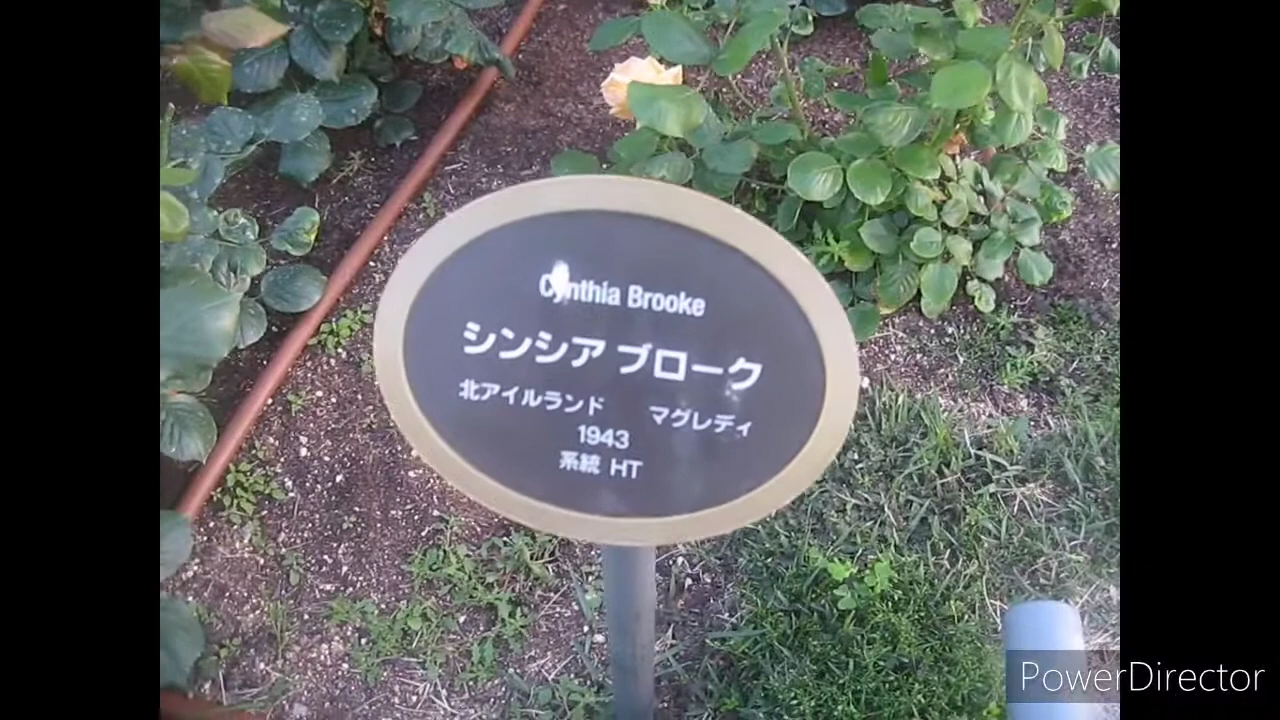 Cynthia Brooke
シンシア ブローク
北アイルランド マグレディ
1943
系統 HT
PowerDirector